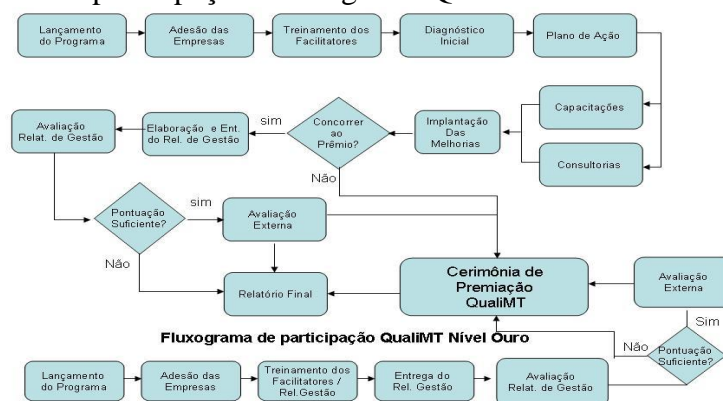 Lançamento
do Programa
Adesão das
Empresas
Treinamento dos
Facilitatores
Diagnóstico
Inicial
Plano de Ação
Capacitações
Consultorias
Implantação
Das
Melhorias
Concorrer
ao
Prêmio?
sim
Não
Elaboração e Ent.
do Rel. de Gestão
Avaliação
Relat. de Gestão
Pontuação
Suficiente?
sim
Não
Avaliação
Externa
Relatório Final
Cerimônia de
Premiação
QualiMT
Avaliação
Externa
Sim
Não
Pontuação
Suficiente?
Fluxograma de participação QualiMT Nível Ouro
Lançamento
do Programa
Adesão das
Empresas
Treinamento dos
Facilitatores /
Rel.Gestão
Entrega do
Rel. Gestão
Avaliação
Relat. de Gestão